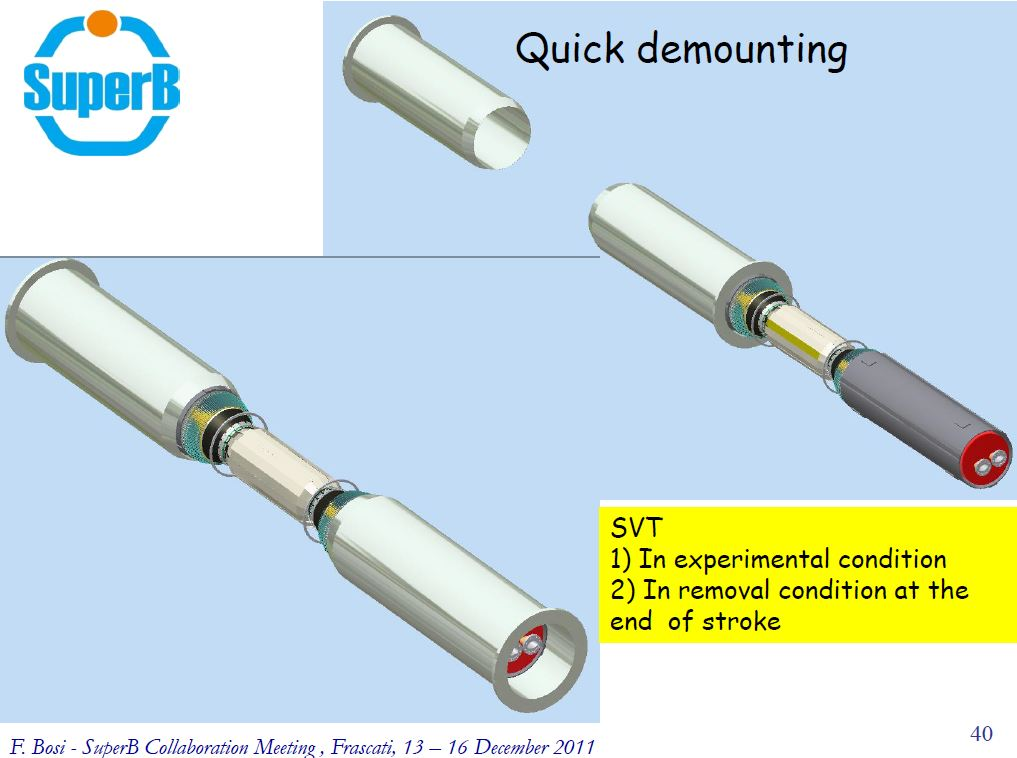 SuperB
Quick demounting
SVT
1) In experimental condition
2) In removal condition at the
end of stroke
F. Bosi - SuperB Collaboration Meeting , Frascati, 13 – 16 December 2011
40